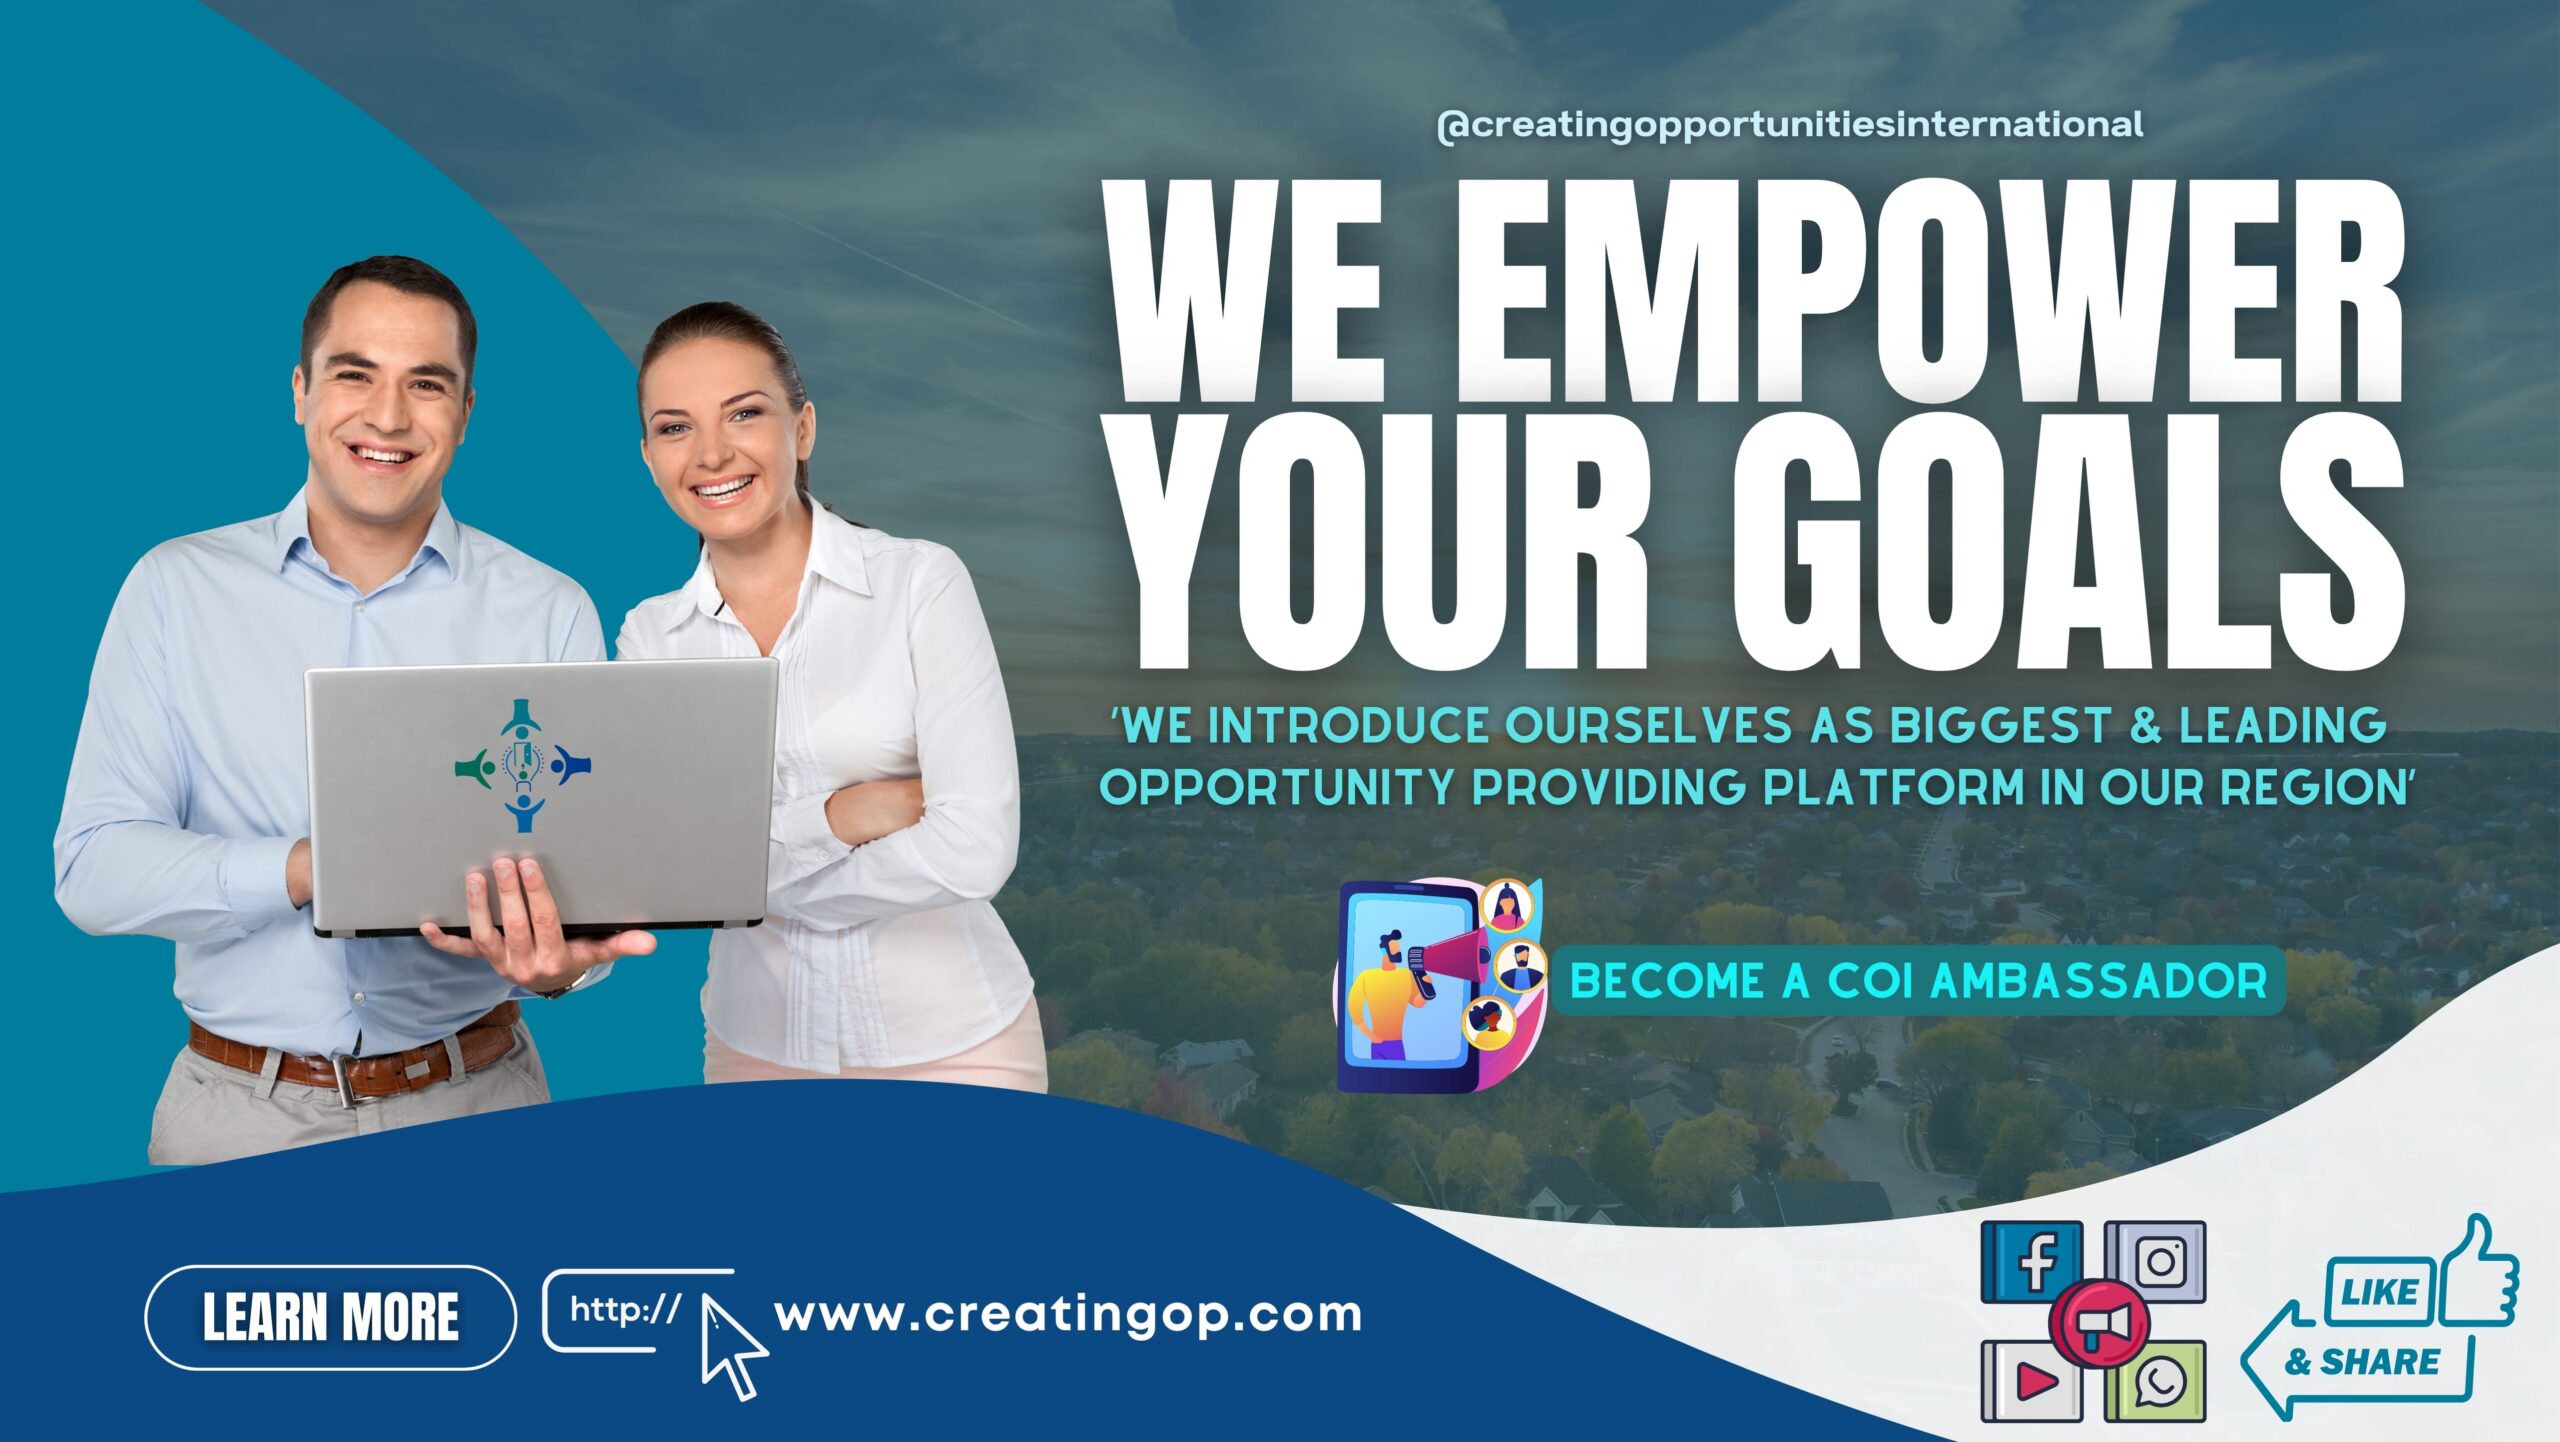 @creatingopportunitiesinternational
WE EMPOWER
YOUR GOALS
'WE INTRODUCE OURSELVES AS BIGGEST & LEADING
OPPORTUNITY PROVIDING PLATFORM IN OUR REGION'
BECOME A COI AMBASSADOR
LEARN MORE
http://
www.creatingop.com
LIKE
& SHARE